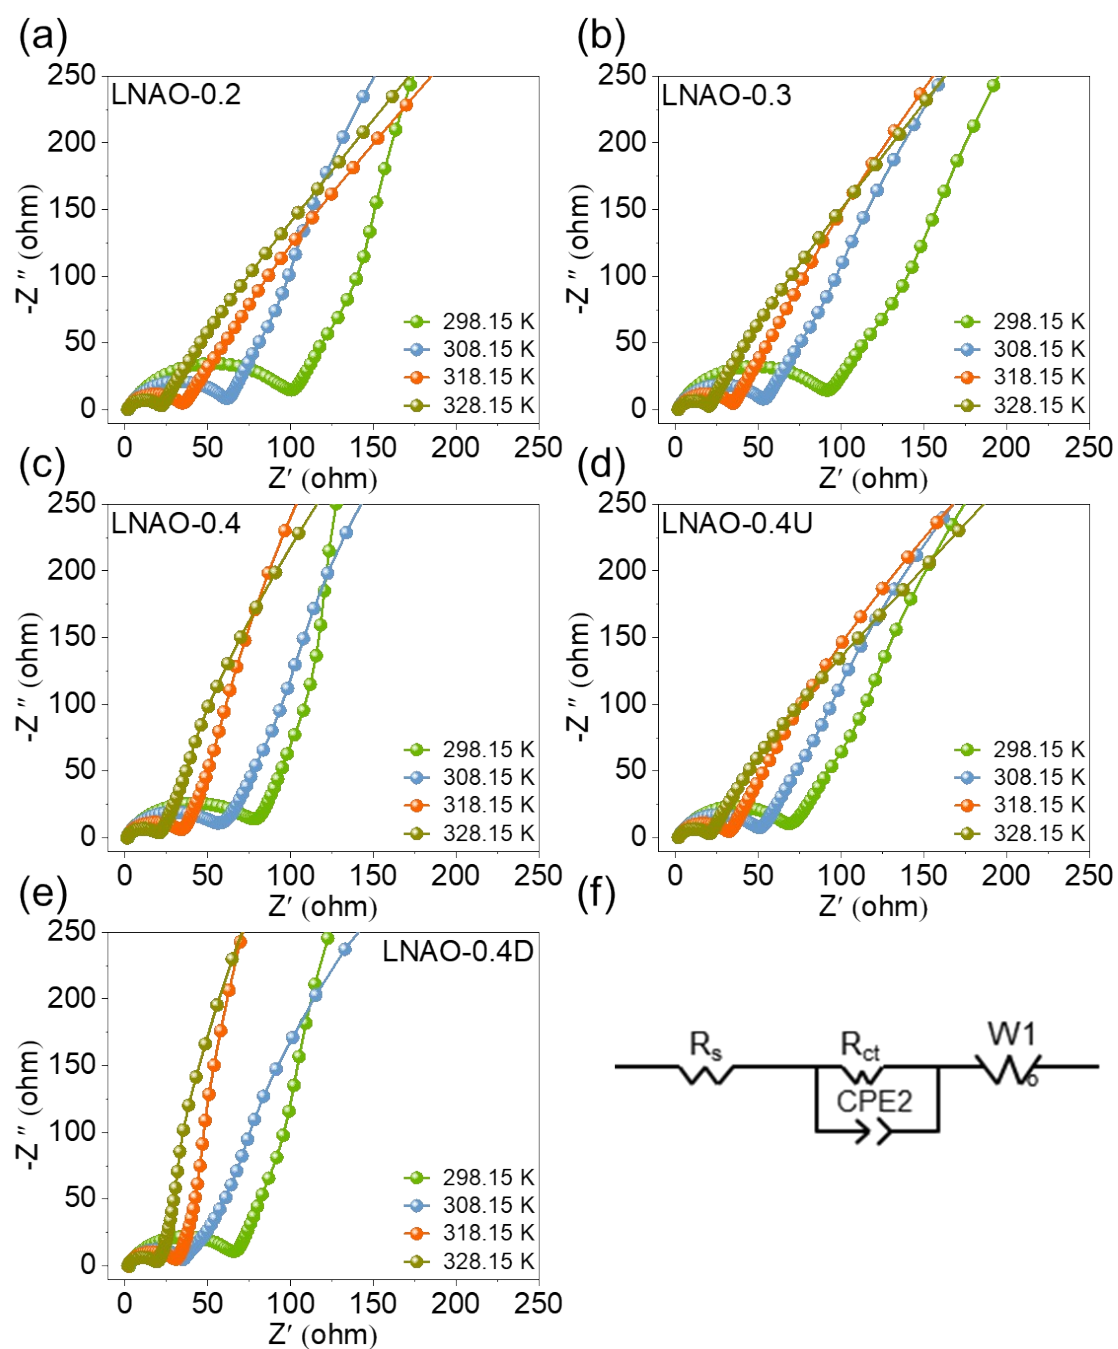 (a)
LNAO-0.2
250
200
150
100
50
0
-Z″ (ohm)
298.15 K
308.15 K
318.15 K
328.15 K
0 50 100 150 200 250
Z′ (ohm)
(b)
LNAO-0.3
250
200
150
100
50
0
-Z″ (ohm)
298.15 K
308.15 K
318.15 K
328.15 K
0 50 100 150 200 250
Z′ (ohm)
(c)
LNAO-0.4
250
200
150
100
50
0
-Z″ (ohm)
298.15 K
308.15 K
318.15 K
328.15 K
0 50 100 150 200 250
Z′ (ohm)
(d)
LNAO-0.4U
250
200
150
100
50
0
-Z″ (ohm)
298.15 K
308.15 K
318.15 K
328.15 K
0 50 100 150 200 250
Z′ (ohm)
(e)
LNAO-0.4D
250
200
150
100
50
0
-Z″ (ohm)
298.15 K
308.15 K
318.15 K
328.15 K
0 50 100 150 200 250
Z′ (ohm)
(f)
Rs Rct W1
CPE2